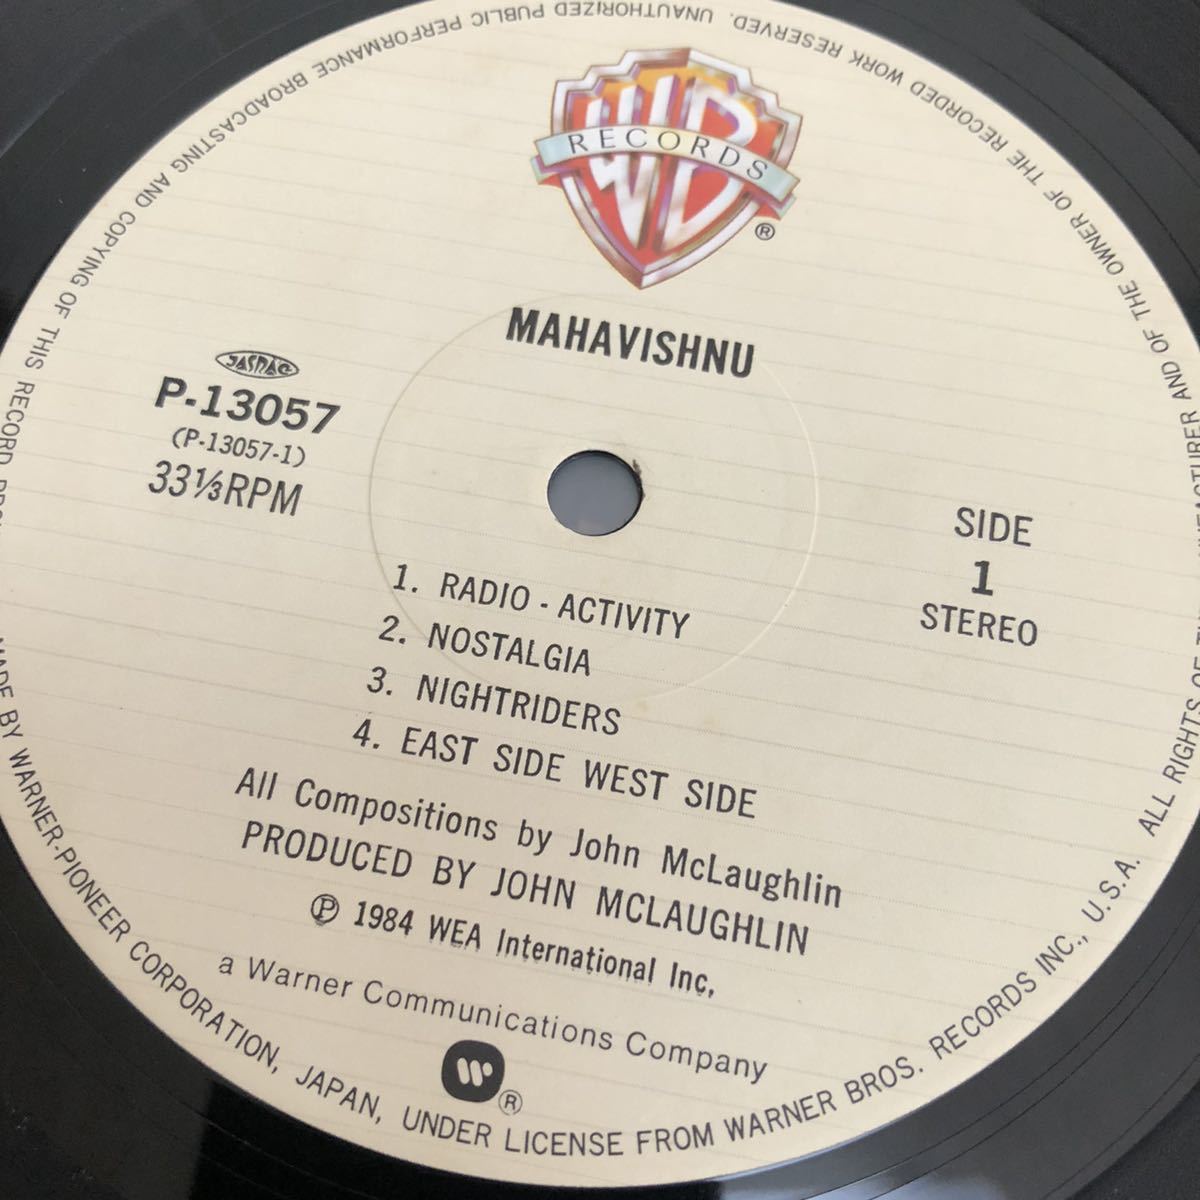 WB
RECORDS
®
MAHAVISHNU
JASRAC
P-13057
(P-13057-1)
33⅓RPM
SIDE
1
STEREO
1. RADIO - ACTIVITY
2. NOSTALGIA
3. NIGHTRIDERS
4. EAST SIDE WEST SIDE
All Compositions by John McLaughlin
PRODUCED BY JOHN MCLAUGHLIN
℗ 1984 WEA International Inc,
a Warner Communications Company
®
ALL RIGHTS OF THE MANUFACTURER AND OF THE OWNER OF THE RECORDED WORK RESERVED. UNAUTHORIZED PUBLIC PERFORMANCE BROADCASTING AND COPYING OF THIS RECORD
MADE BY WARNER-PIONEER CORPORATION, JAPAN, UNDER LICENSE FROM WARNER BROS. RECORDS INC., U.S.A.